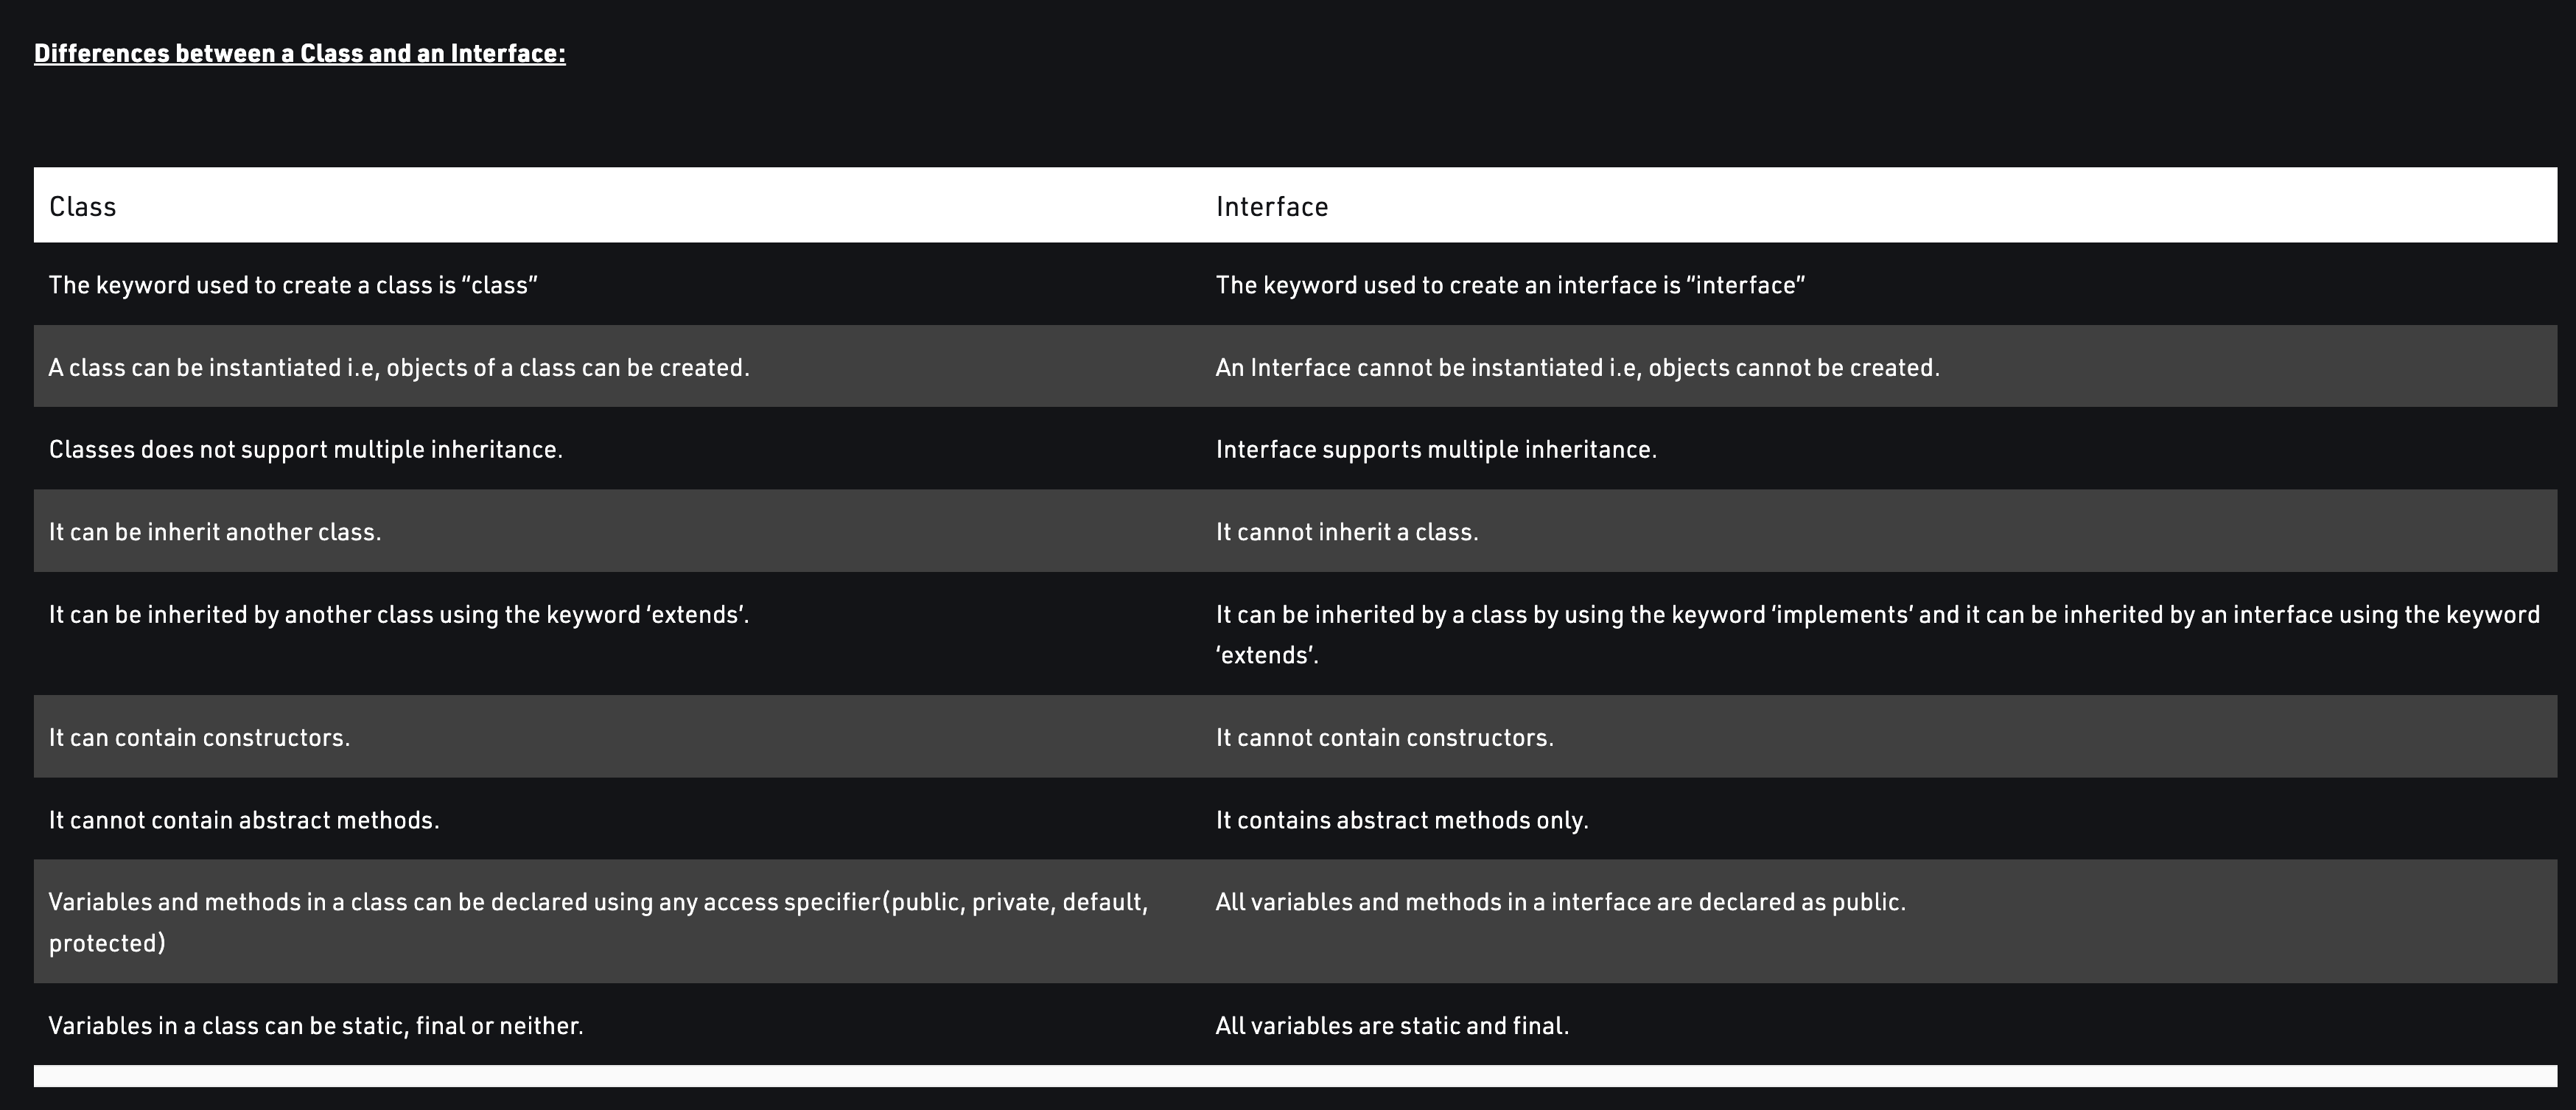 Differences between a Class and an Interface:
Class
Interface
The keyword used to create a class is “class”
The keyword used to create an interface is “interface”
A class can be instantiated i.e, objects of a class can be created.
An Interface cannot be instantiated i.e, objects cannot be created.
Classes does not support multiple inheritance.
Interface supports multiple inheritance.
It can be inherit another class.
It cannot inherit a class.
It can be inherited by another class using the keyword ‘extends’.
It can be inherited by a class by using the keyword ‘implements’ and it can be inherited by an interface using the keyword
‘extends’.
It can contain constructors.
It cannot contain constructors.
It cannot contain abstract methods.
It contains abstract methods only.
Variables and methods in a class can be declared using any access specifier(public, private, default,
protected)
All variables and methods in a interface are declared as public.
Variables in a class can be static, final or neither.
All variables are static and final.